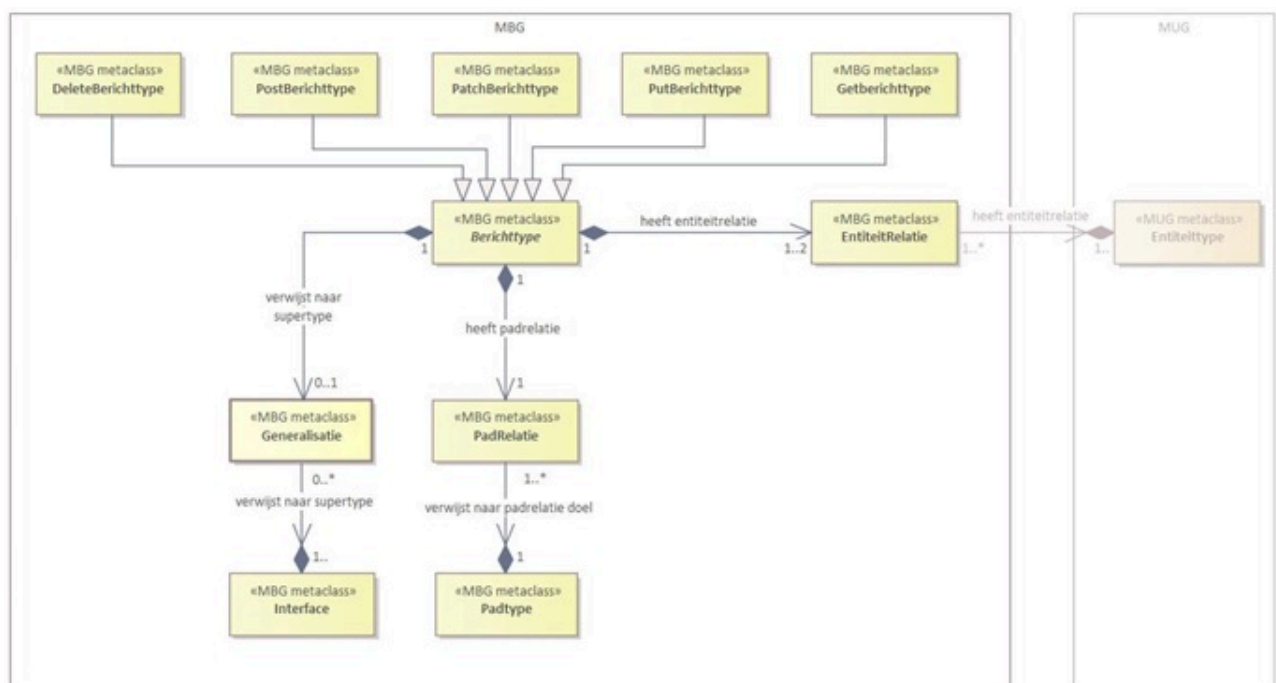 MBG
MUG
«MBG metaclass»
DeleteBerichttype
«MBG metaclass»
PostBerichttype
«MBG metaclass»
PatchBerichttype
«MBG metaclass»
PutBerichttype
«MBG metaclass»
Getberichttype
«MBG metaclass»
Berichttype
1
1
1
heeft entiteitrelatie
1..2
«MBG metaclass»
EntiteitRelatie
1..*
heeft entiteitrelatie
1..
«MUG metaclass»
Entiteittype
verwijst naar
supertype
0..1
heeft padrelatie
1
«MBG metaclass»
Generalisatie
«MBG metaclass»
PadRelatie
0..*
verwijst naar supertype
1..
1..*
verwijst naar padrelatie doel
1
«MBG metaclass»
Interface
«MBG metaclass»
Padtype